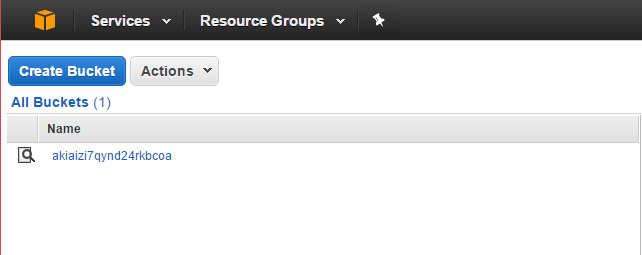 Services Resource Groups
Create Bucket Actions
All Buckets (1)
Name
akiaizi7qynd24rkbcoa